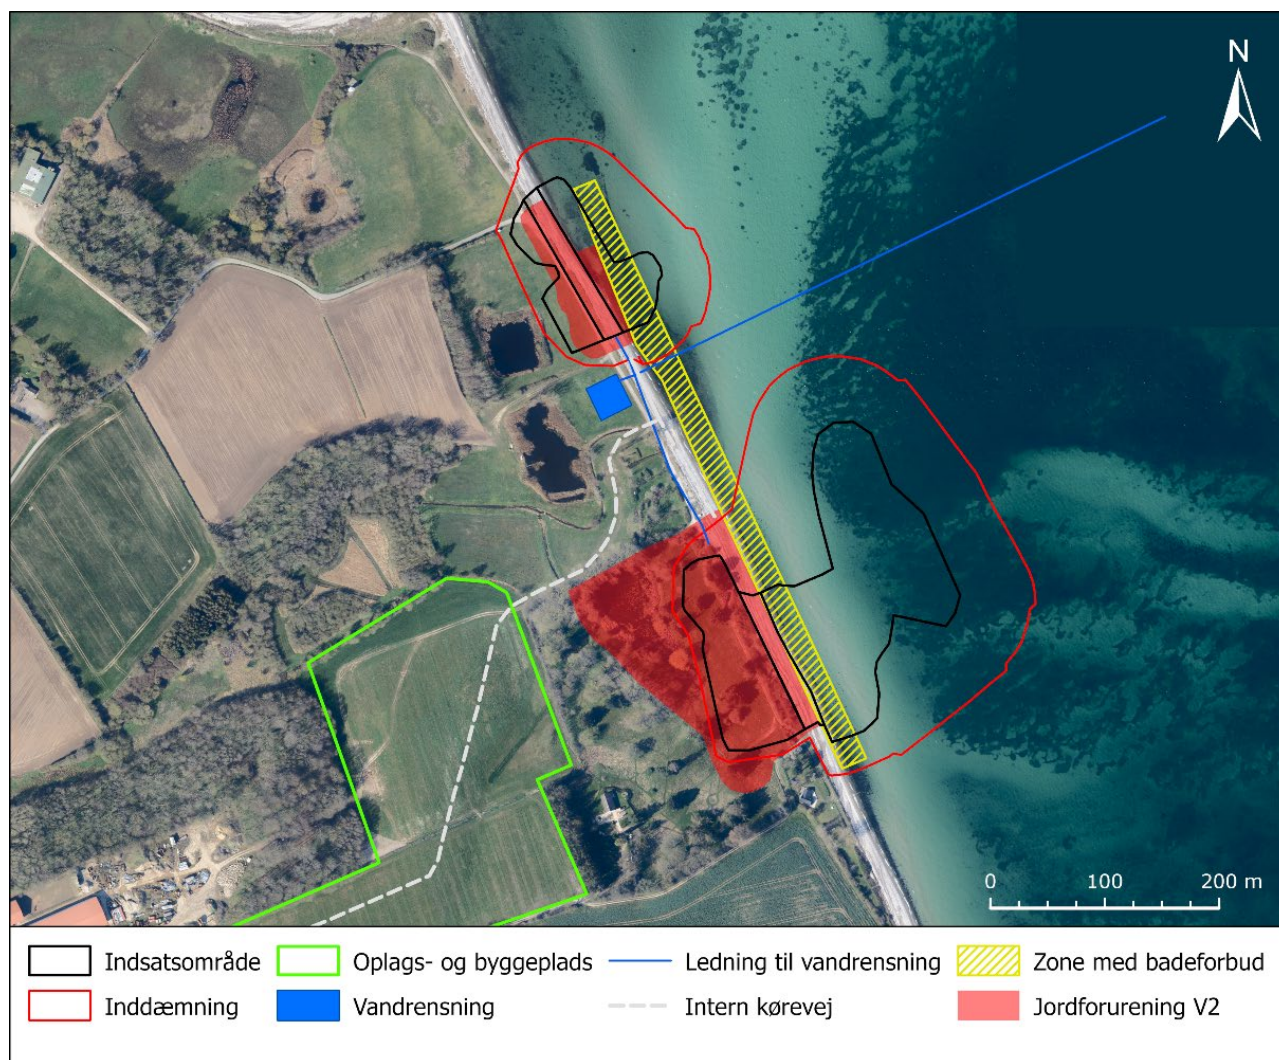 N
0 100 200 m
Indsatsområde Oplags- og byggeplads Ledning til vandrensning Zone med badeforbud
Inddæmning Vandrensning Intern kørevej Jordforurening V2